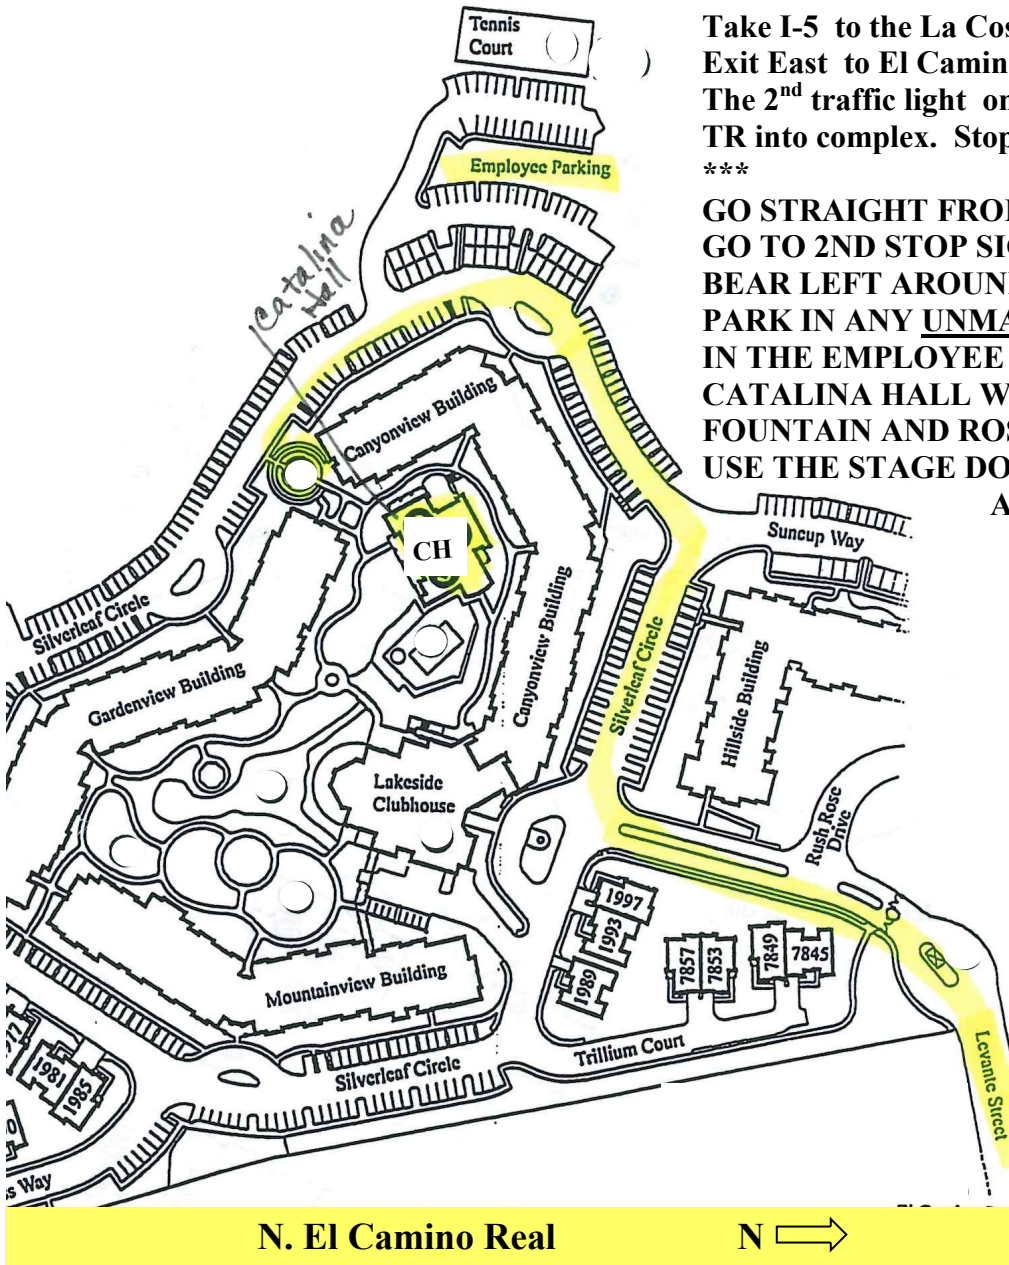 Tennis
Court
Take I-5 to the La Cos
Exit East to El Camin
The 2nd traffic light on
TR into complex. Stop
***
GO STRAIGHT FRO
GO TO 2ND STOP SI
BEAR LEFT AROUN
PARK IN ANY UNMA
IN THE EMPLOYEE
CATALINA HALL W
FOUNTAIN AND ROS
USE THE STAGE DO
A
Employee Parking
Catalina
Hall
Canyonview Building
CH
Suncup Way
Silverleaf Circle
Gardenview Building
Canyonview Building
Silverleaf Circle
Hillside Building
Lakeside
Clubhouse
Rush Rose
Drive
1997
1993
1989
7857
7853
7849
7845
Mountainview Building
Trillium Court
Silverleaf Circle
1981
1985
Levante Street
s Way
N. El Camino Real N